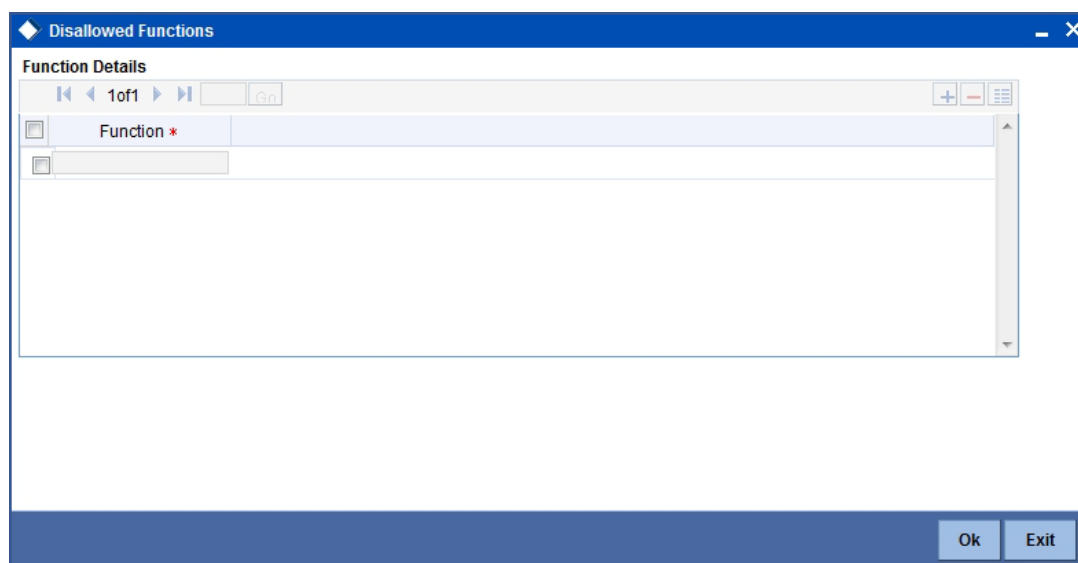 Disallowed Functions
Function Details
1of1 Go
Function *
Ok Exit